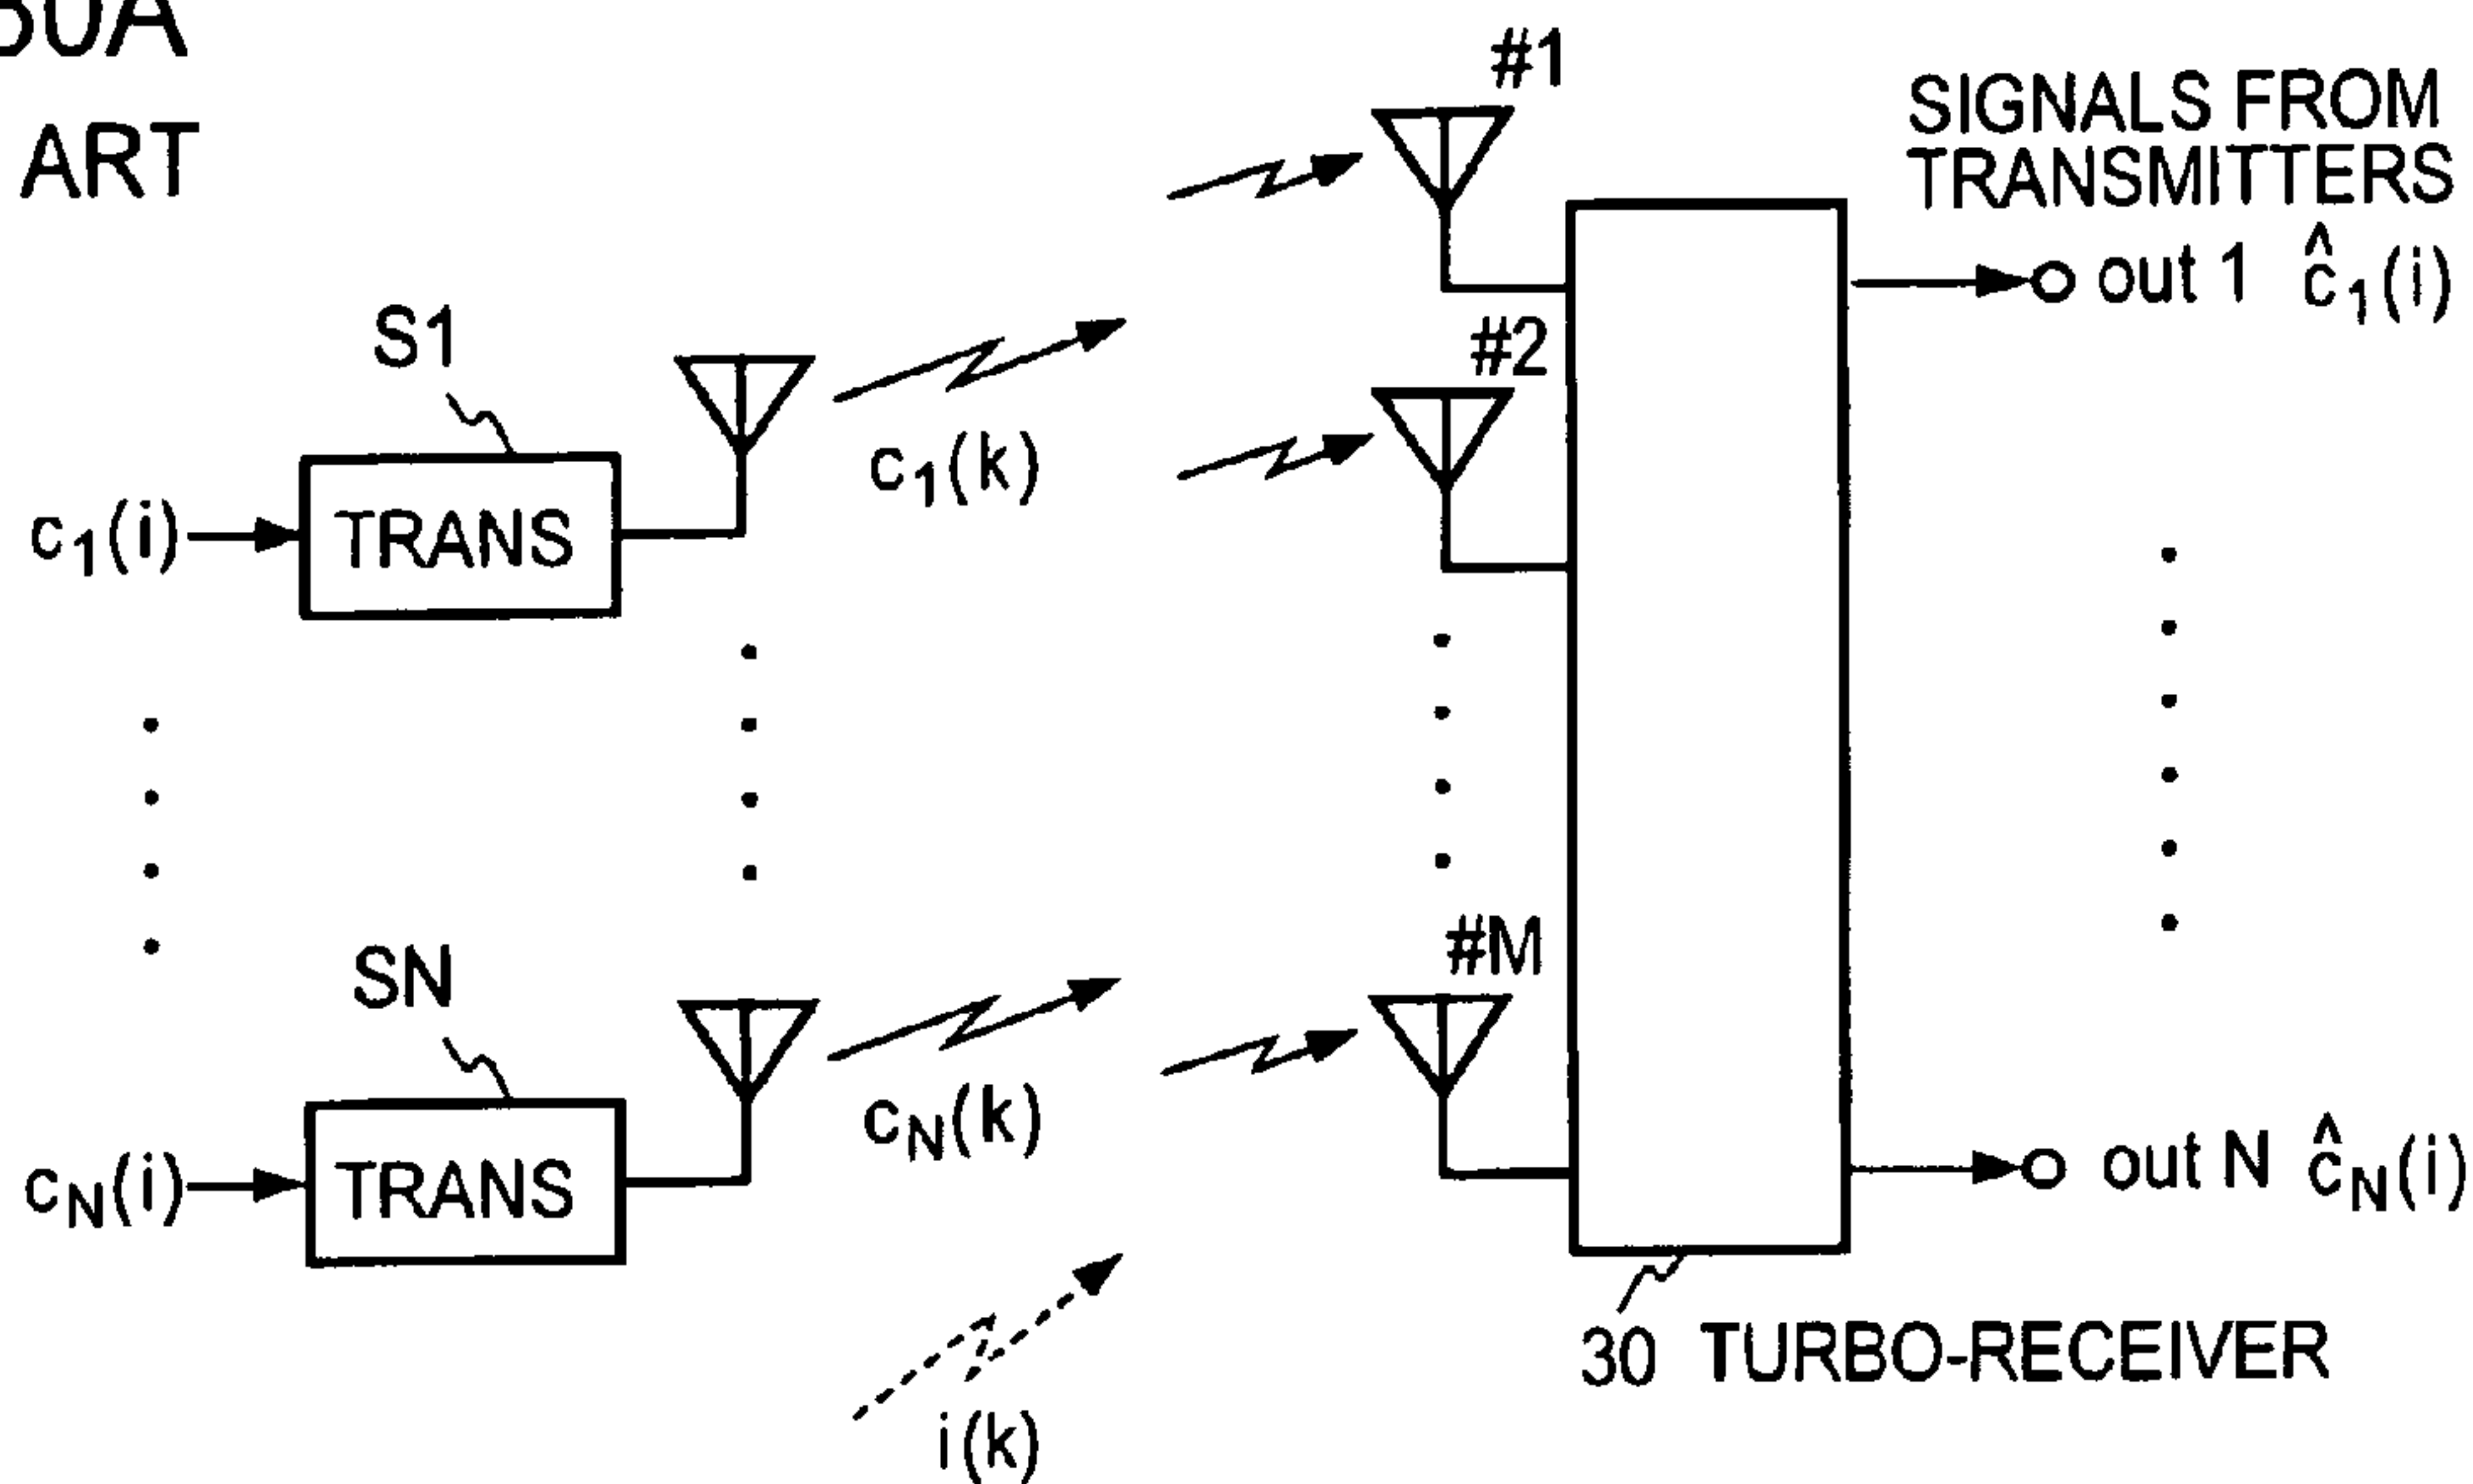 30A
ART
#1
SIGNALS FROM
TRANSMITTERS
out 1 ĉ1(i)
S1
#2
c1(k)
c1(i)
TRANS
#M
SN
cN(k)
cN(i)
TRANS
out N ĉN(i)
30 TURBO-RECEIVER
i(k)